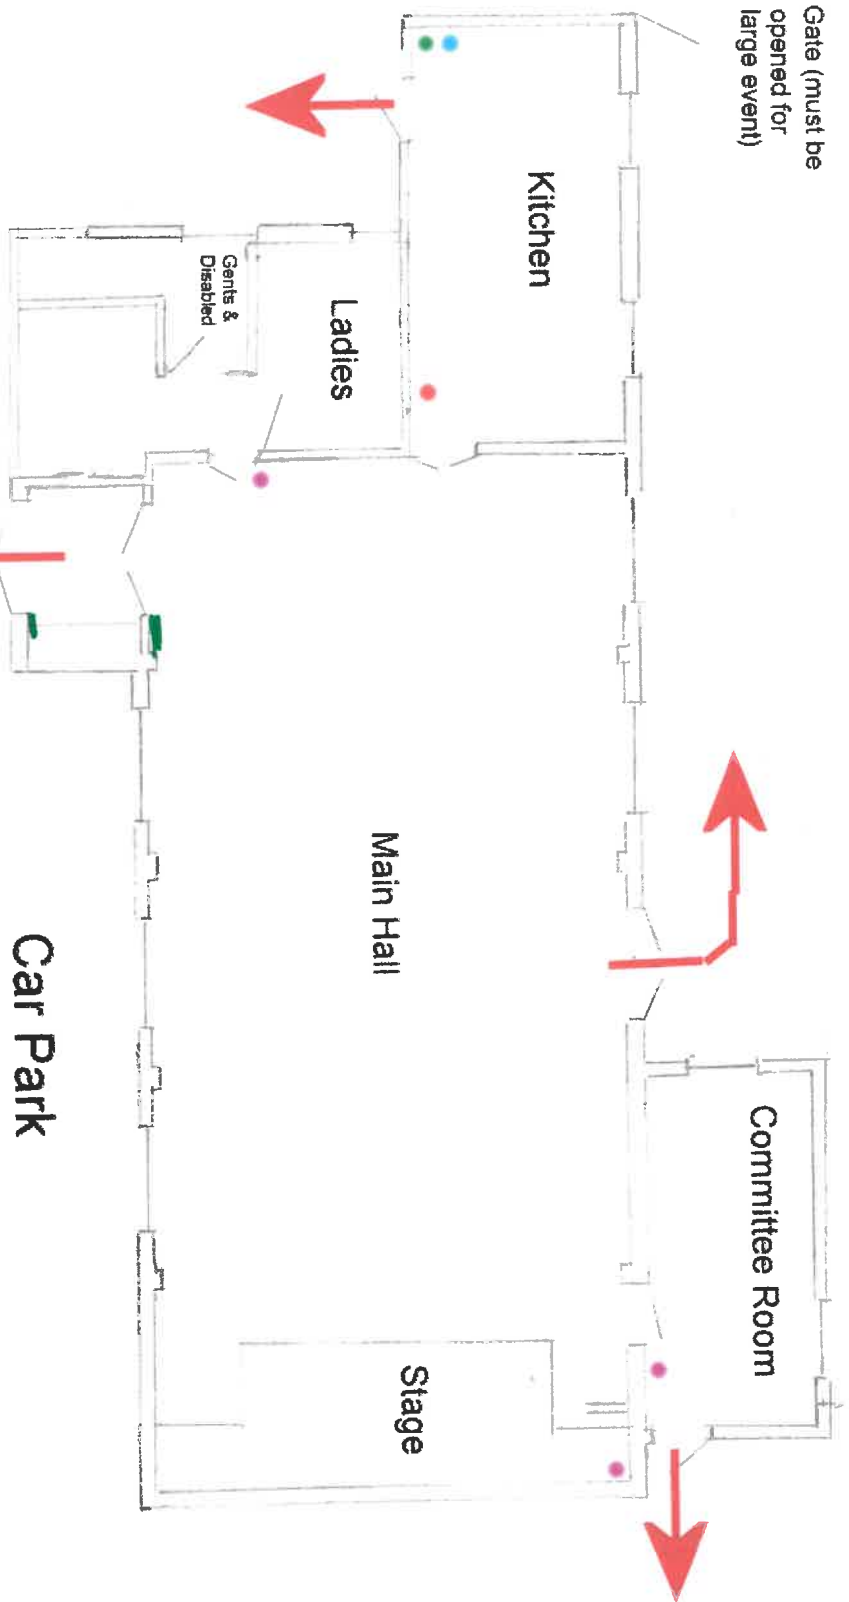 Gate (must be
opened for
large event)
Kitchen
Ladies
Gents &
Disabled
Main Hall
Committee Room
Stage
Car Park